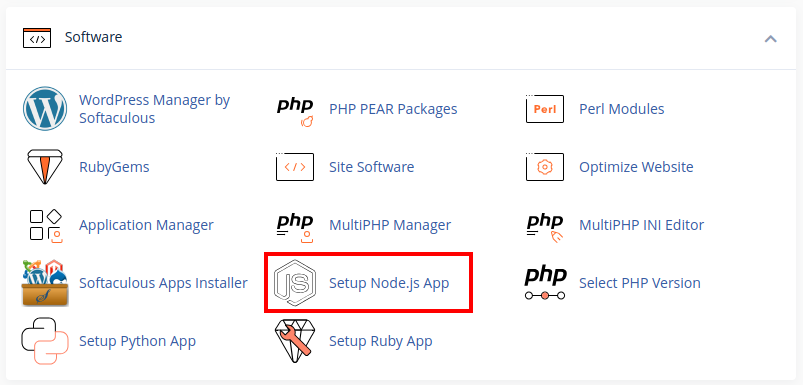 Software
WordPress Manager by
Softaculous
php
PHP PEAR Packages
Perl
Perl Modules
RubyGems
Site Software
Optimize Website
Application Manager
php
MultiPHP Manager
php
MultiPHP INI Editor
Softaculous Apps Installer
JS
Setup Node.js App
php
Select PHP Version
Setup Python App
Setup Ruby App